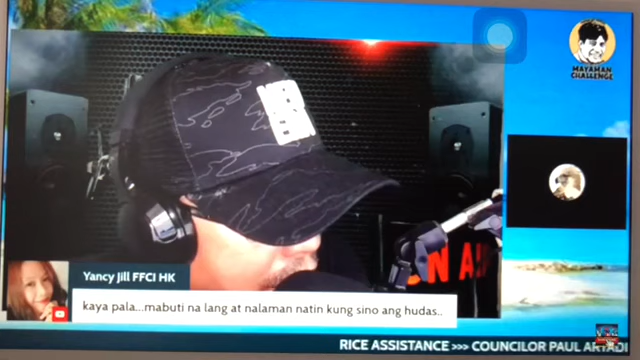 MAYAMAN
CHALLENGE
Yancy Jill FFCI HK
kaya pala...mabuti na lang at nalaman natin kung sino ang hudas..
RICE ASSISTANCE >>> COUNCILOR PAUL